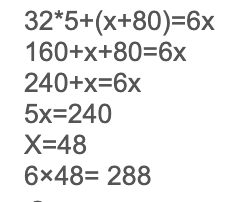 32*5+(x+80)=6x
160+x+80=6x
240+x=6x
5x=240
X=48
6×48= 288